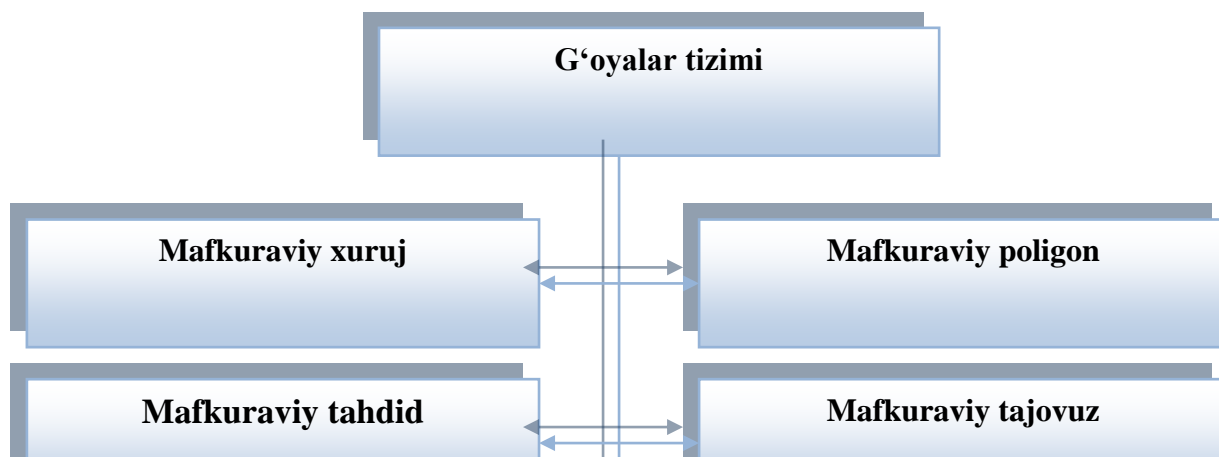 G‘oyalar tizimi
Mafkuraviy xuruj
Mafkuraviy poligon
Mafkuraviy tahdid
Mafkuraviy tajovuz